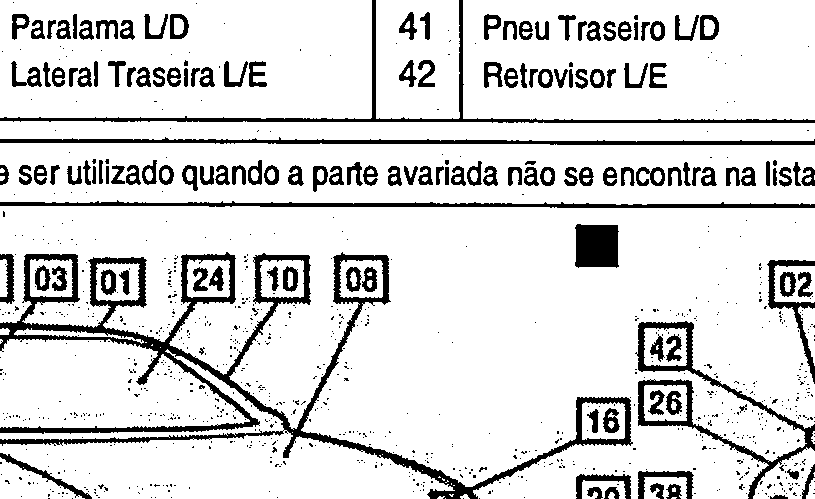 Paralama L/D 41 Pneu Traseiro L/D
Lateral Traseira L/E 42 Retrovisor L/E
ser utilizado quando a parte avariada não se encontra na lista
03 01 24 10 08 02
42
26
16
38